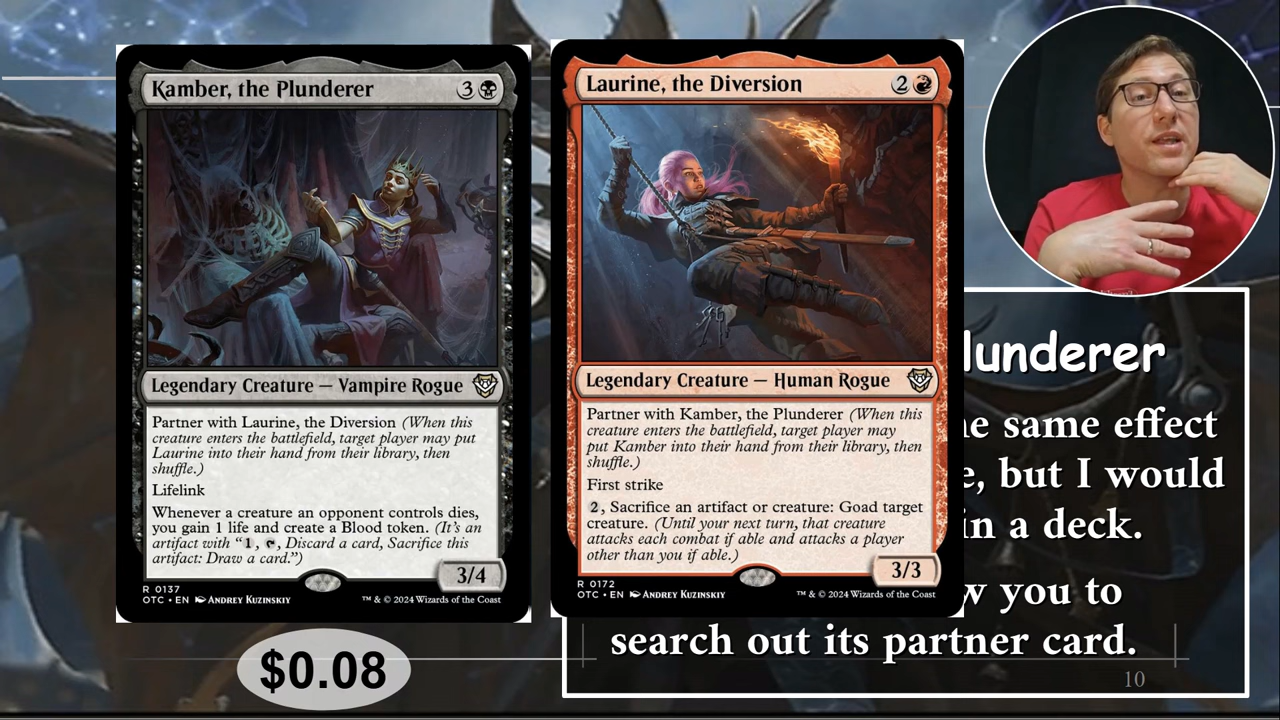 Kamber, the Plunderer 3
Legendary Creature — Vampire Rogue
Partner with Laurine, the Diversion (When this
creature enters the battlefield, target player may put
Laurine into their hand from their library, then
shuffle.)
Lifelink
Whenever a creature an opponent controls dies,
you gain 1 life and create a Blood token. (It's an
artifact with "1, , Discard a card, Sacrifice this
artifact: Draw a card.")
3/4
R 0137
OTC • EN ANDREY KUZINSKIY
™ & © 2024 Wizards of the Coast
$0.08
Laurine, the Diversion 2
Legendary Creature — Human Rogue
Partner with Kamber, the Plunderer (When this
creature enters the battlefield, target player may
put Kamber into their hand from their library, then
shuffle.)
First strike
2, Sacrifice an artifact or creature: Goad target
creature. (Until your next turn, that creature
attacks each combat if able and attacks a player
other than you if able.)
3/3
R 0172
OTC • EN ANDREY KUZINSKIY
™ & © 2024 Wizards of the Coast
lunderer
e same effect
e, but I would
in a deck.
w you to
search out its partner card.
10